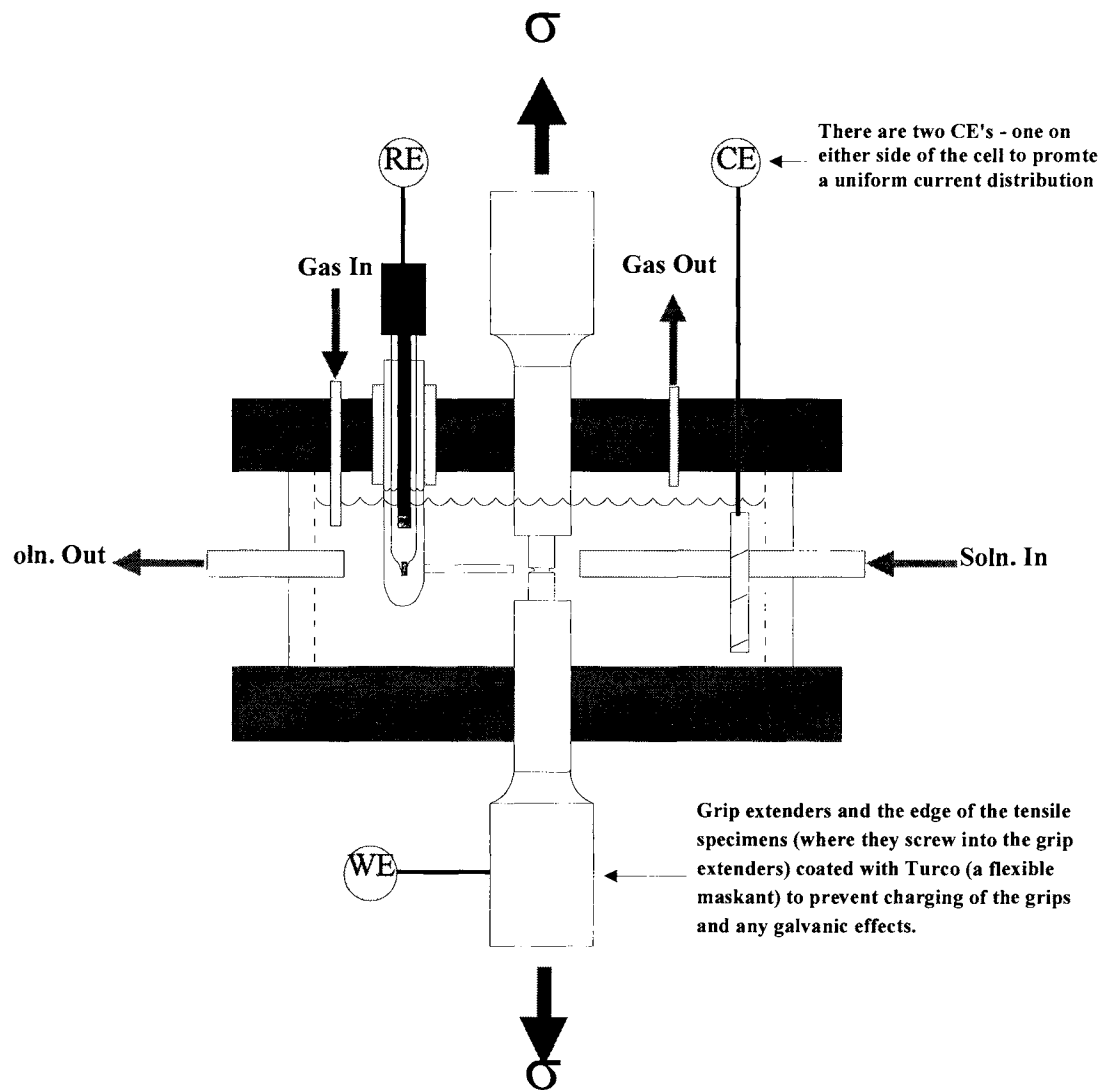 σ
RE
CE
There are two CE's - one on
either side of the cell to promte
a uniform current distribution
Gas In
Gas Out
oln. Out
Soln. In
WE
Grip extenders and the edge of the tensile
specimens (where they screw into the grip
extenders) coated with Turco (a flexible
maskant) to prevent charging of the grips
and any galvanic effects.
σ